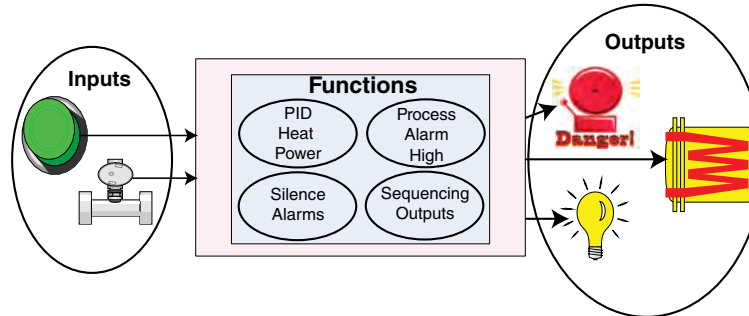 Inputs
Functions
PID
Heat
Power
Process
Alarm
High
Silence
Alarms
Sequencing
Outputs
Outputs
Danger!